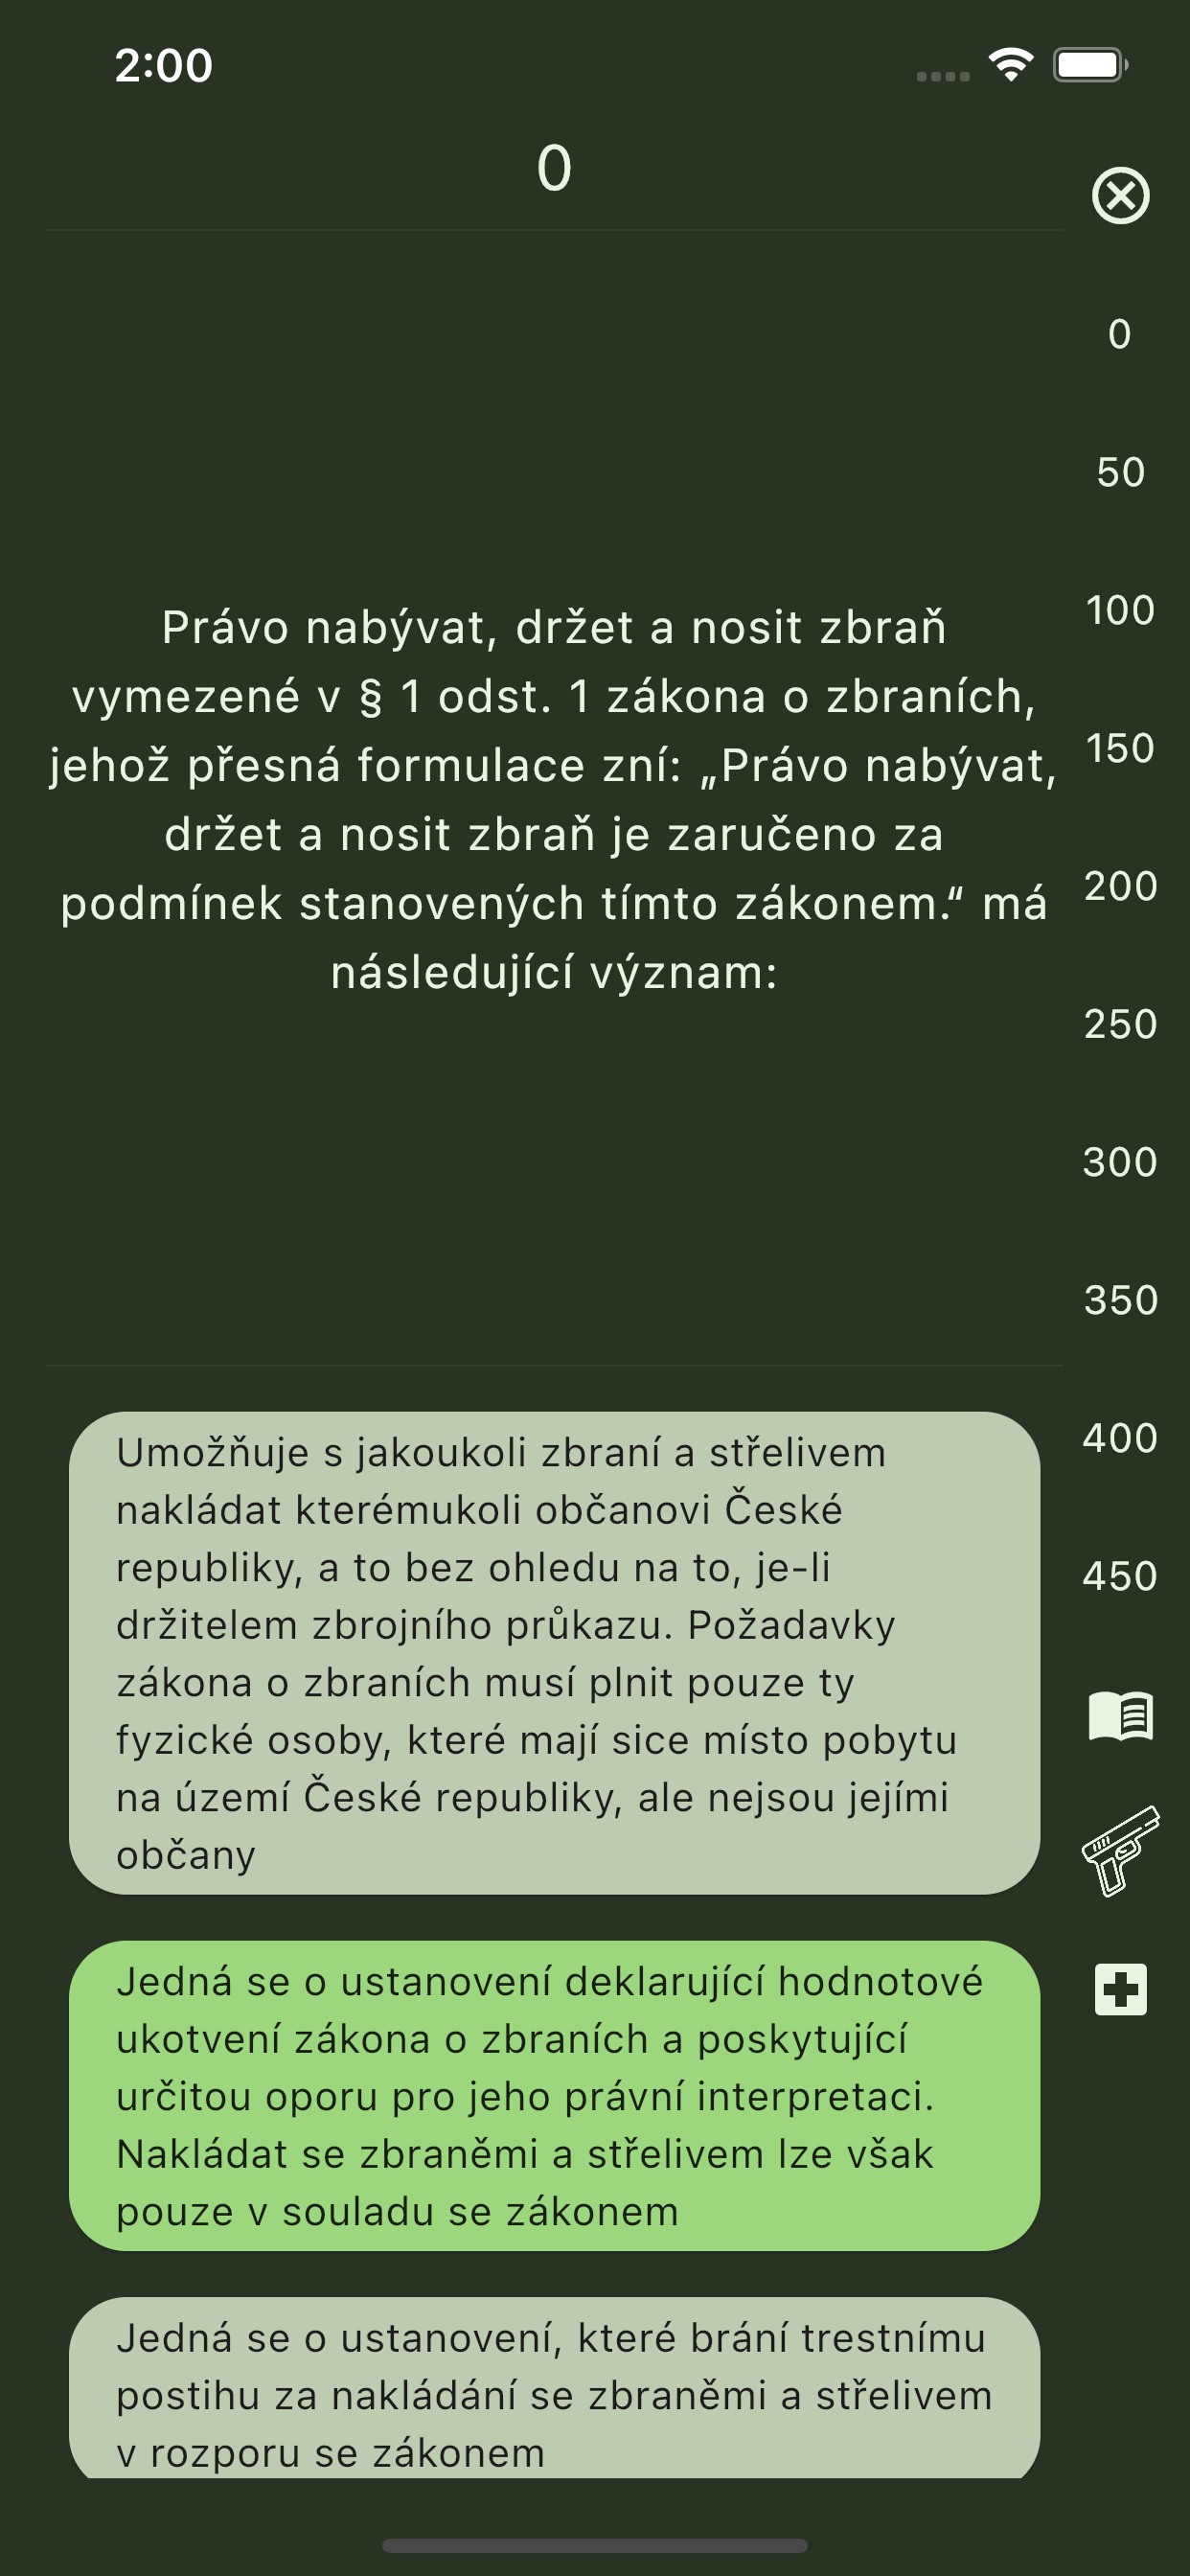 2:00
0
0
50
100
150
200
250
300
350
400
450
Právo nabývat, držet a nosit zbraň
vymezené v § 1 odst. 1 zákona o zbraních,
jehož přesná formulace zní: „Právo nabývat,
držet a nosit zbraň je zaručeno za
podmínek stanovených tímto zákonem.“ má
následující význam:
Umožňuje s jakoukoli zbraní a střelivem
nakládat kterémukoli občanovi České
republiky, a to bez ohledu na to, je-li
držitelem zbrojního průkazu. Požadavky
zákona o zbraních musí plnit pouze ty
fyzické osoby, které mají sice místo pobytu
na území České republiky, ale nejsou jejími
občany
Jedná se o ustanovení deklarující hodnotové
ukotvení zákona o zbraních a poskytující
určitou oporu pro jeho právní interpretaci.
Nakládat se zbraněmi a střelivem lze však
pouze v souladu se zákonem
Jedná se o ustanovení, které brání trestnímu
postihu za nakládání se zbraněmi a střelivem
v rozporu se zákonem